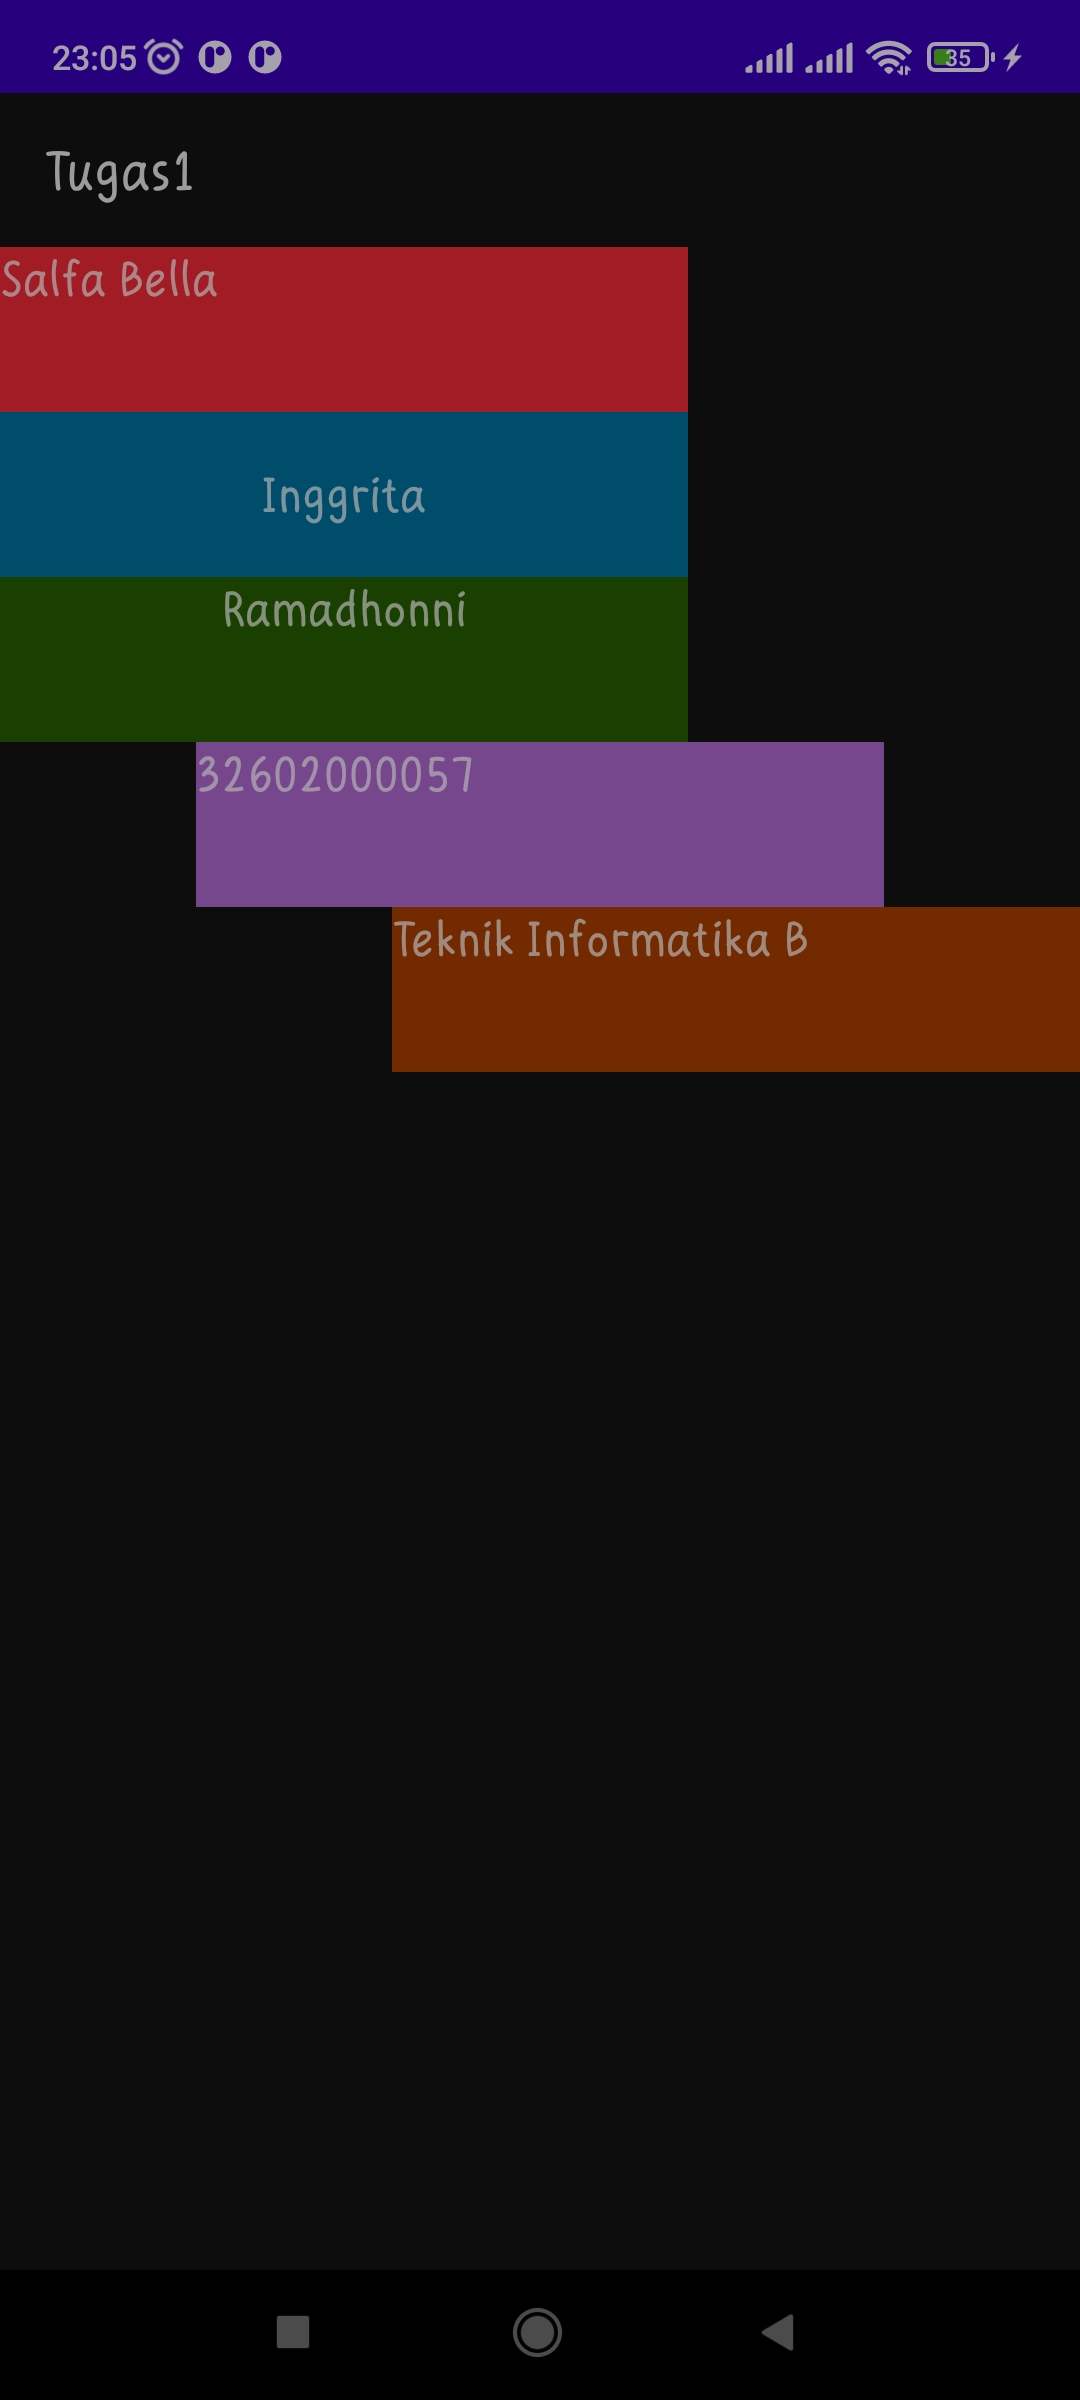 23:05
35
Tugas1
Salfa Bella
Inggrita
Ramadhonni
32602000057
Teknik Informatika B